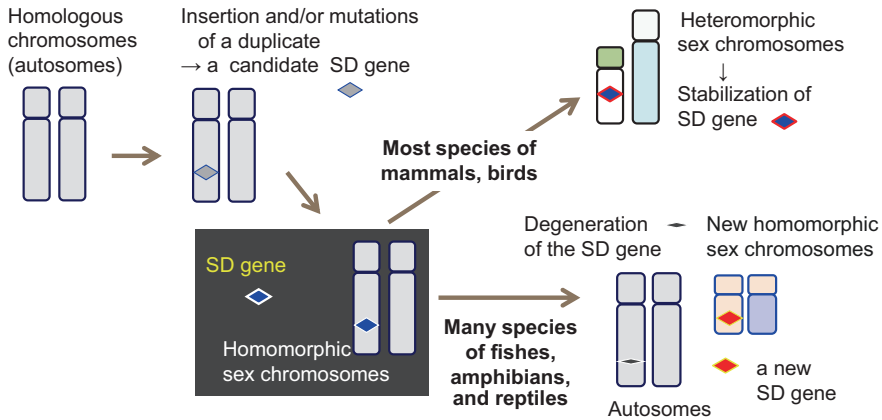 Homologous
chromosomes
(autosomes)
Insertion and/or mutations
of a duplicate
→ a candidate SD gene
Heteromorphic
sex chromosomes
↓
Stabilization of
SD gene
Most species of
mammals, birds
SD gene
Homomorphic
sex chromosomes
Many species
of fishes,
amphibians,
and reptiles
Degeneration
of the SD gene
New homomorphic
sex chromosomes
a new
SD gene
Autosomes